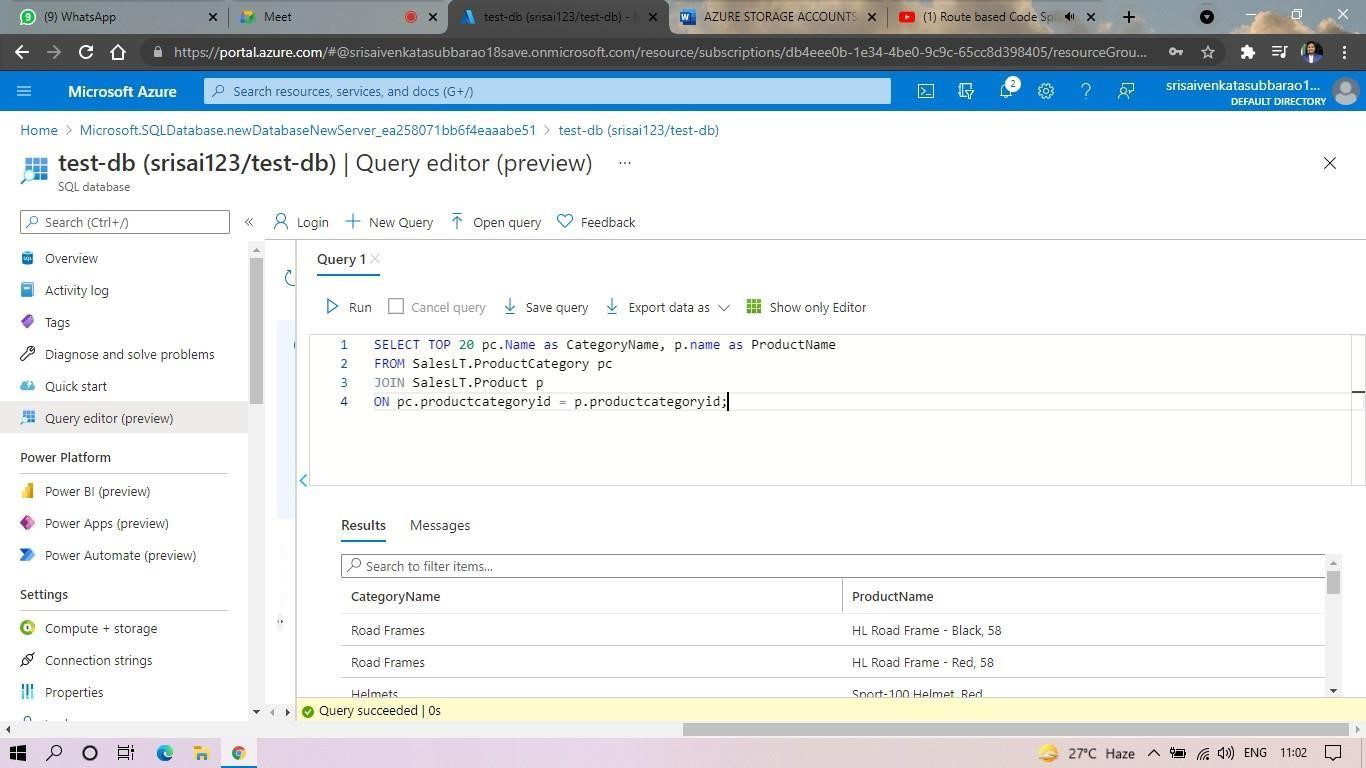 (9) WhatsApp
Meet
test-db (srisai123/test-db) -
AZURE STORAGE ACCOUNTS
(1) Route based Code Spl
https://portal.azure.com/#@srisaivenkatasubbarao18save.onmicrosoft.com/resource/subscriptions/db4eee0b-1e34-4be0-9c9c-65cc8d398405/resourceGrou...
Microsoft Azure
Search resources, services, and docs (G+/)
2
srisaivenkatasubbarao1...
DEFAULT DIRECTORY
Home > Microsoft.SQLDatabase.newDatabaseNewServer_ea258071bb6f4eaaabe51 > test-db (srisai123/test-db)
test-db (srisai123/test-db) | Query editor (preview) ...
SQL database
Search (Ctrl+/)
«
Login
New Query
Open query
Feedback
Overview
Activity log
Tags
Diagnose and solve problems
Quick start
Query editor (preview)
Power Platform
Power BI (preview)
Power Apps (preview)
Power Automate (preview)
Settings
Compute + storage
Connection strings
Properties
Query 1
Run
Cancel query
Save query
Export data as
Show only Editor
1 SELECT TOP 20 pc.Name as CategoryName, p.name as ProductName
2 FROM SalesLT.ProductCategory pc
3 JOIN SalesLT.Product p
4 ON pc.productcategoryid = p.productcategoryid;
Results Messages
Search to filter items...
CategoryName ProductName
Road Frames HL Road Frame - Black, 58
Road Frames HL Road Frame - Red, 58
Helmets Sport-100 Helmet, Red
Query succeeded | 0s
27°C Haze
ENG
11:02